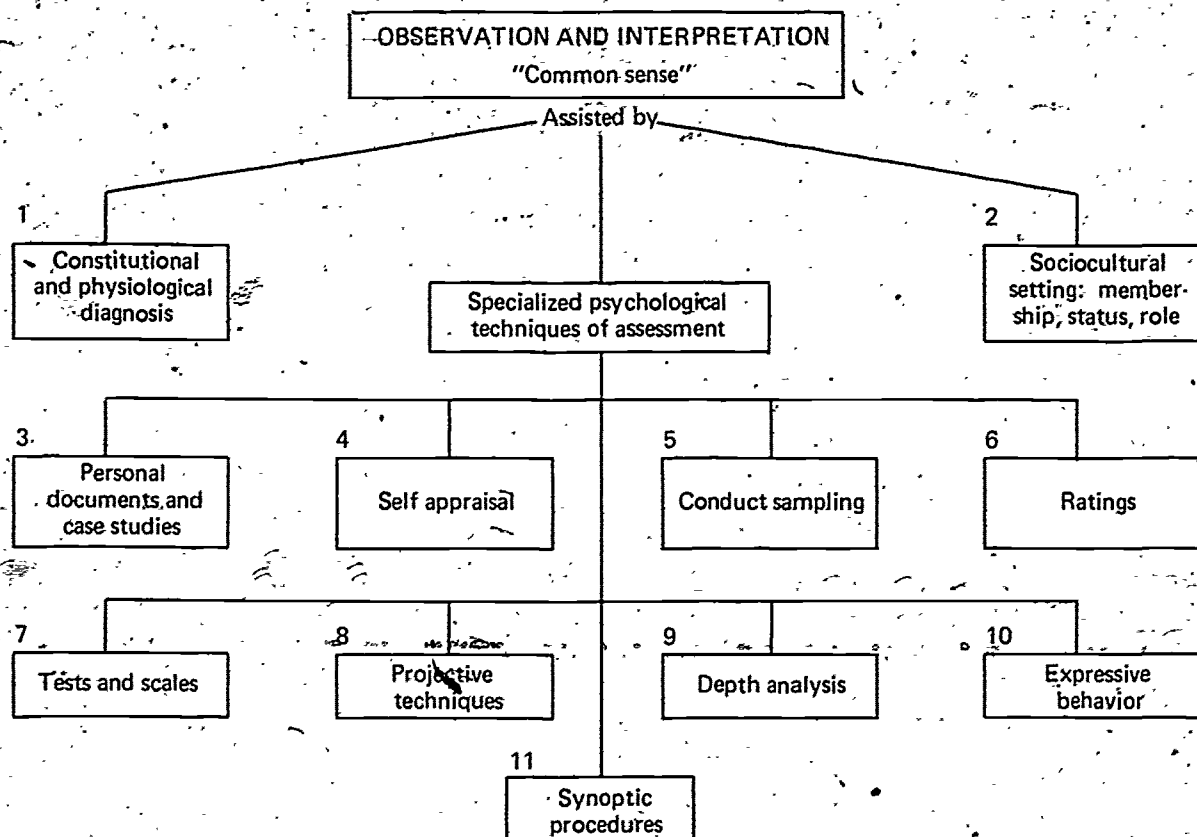 OBSERVATION AND INTERPRETATION
"Common sense"
Assisted by
1
Constitutional
and physiological
diagnosis
2
Sociocultural
setting: member-
ship, status, role
Specialized psychological
techniques of assessment
3
Personal
documents and
case studies
4
Self appraisal
5
Conduct sampling
6
Ratings
7
Tests and scales
8
Projective
techniques
9
Depth analysis
10
Expressive
behavior
11
Synoptic
procedures